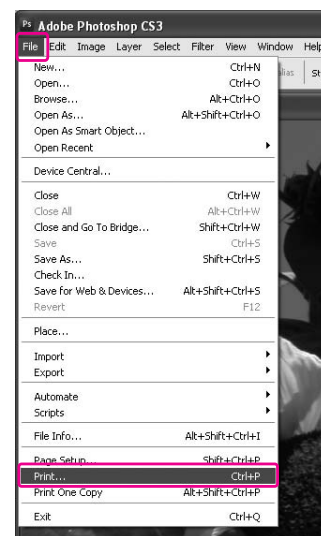 Ps Adobe Photoshop CS3
File Edit Image Layer Select Filter View Window Help
New... Ctrl+N
Open... Ctrl+O
Browse... Alt+Ctrl+O
Open As... Alt+Shift+Ctrl+O
Open As Smart Object...
Open Recent
Device Central...
Close Ctrl+W
Close All Alt+Ctrl+W
Close and Go To Bridge... Shift+Ctrl+W
Save Ctrl+S
Save As... Shift+Ctrl+S
Check In...
Save for Web & Devices... Alt+Shift+Ctrl+S
Revert F12
Place...
Import
Export
Automate
Scripts
File Info... Alt+Shift+Ctrl+I
Page Setup... Shift+Ctrl+P
Print... Ctrl+P
Print One Copy Alt+Shift+Ctrl+P
Exit Ctrl+Q